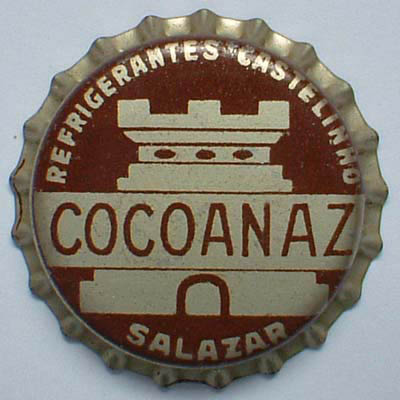 REFRIGERANTES CASTELINHO
COCOANAZ
SALAZAR